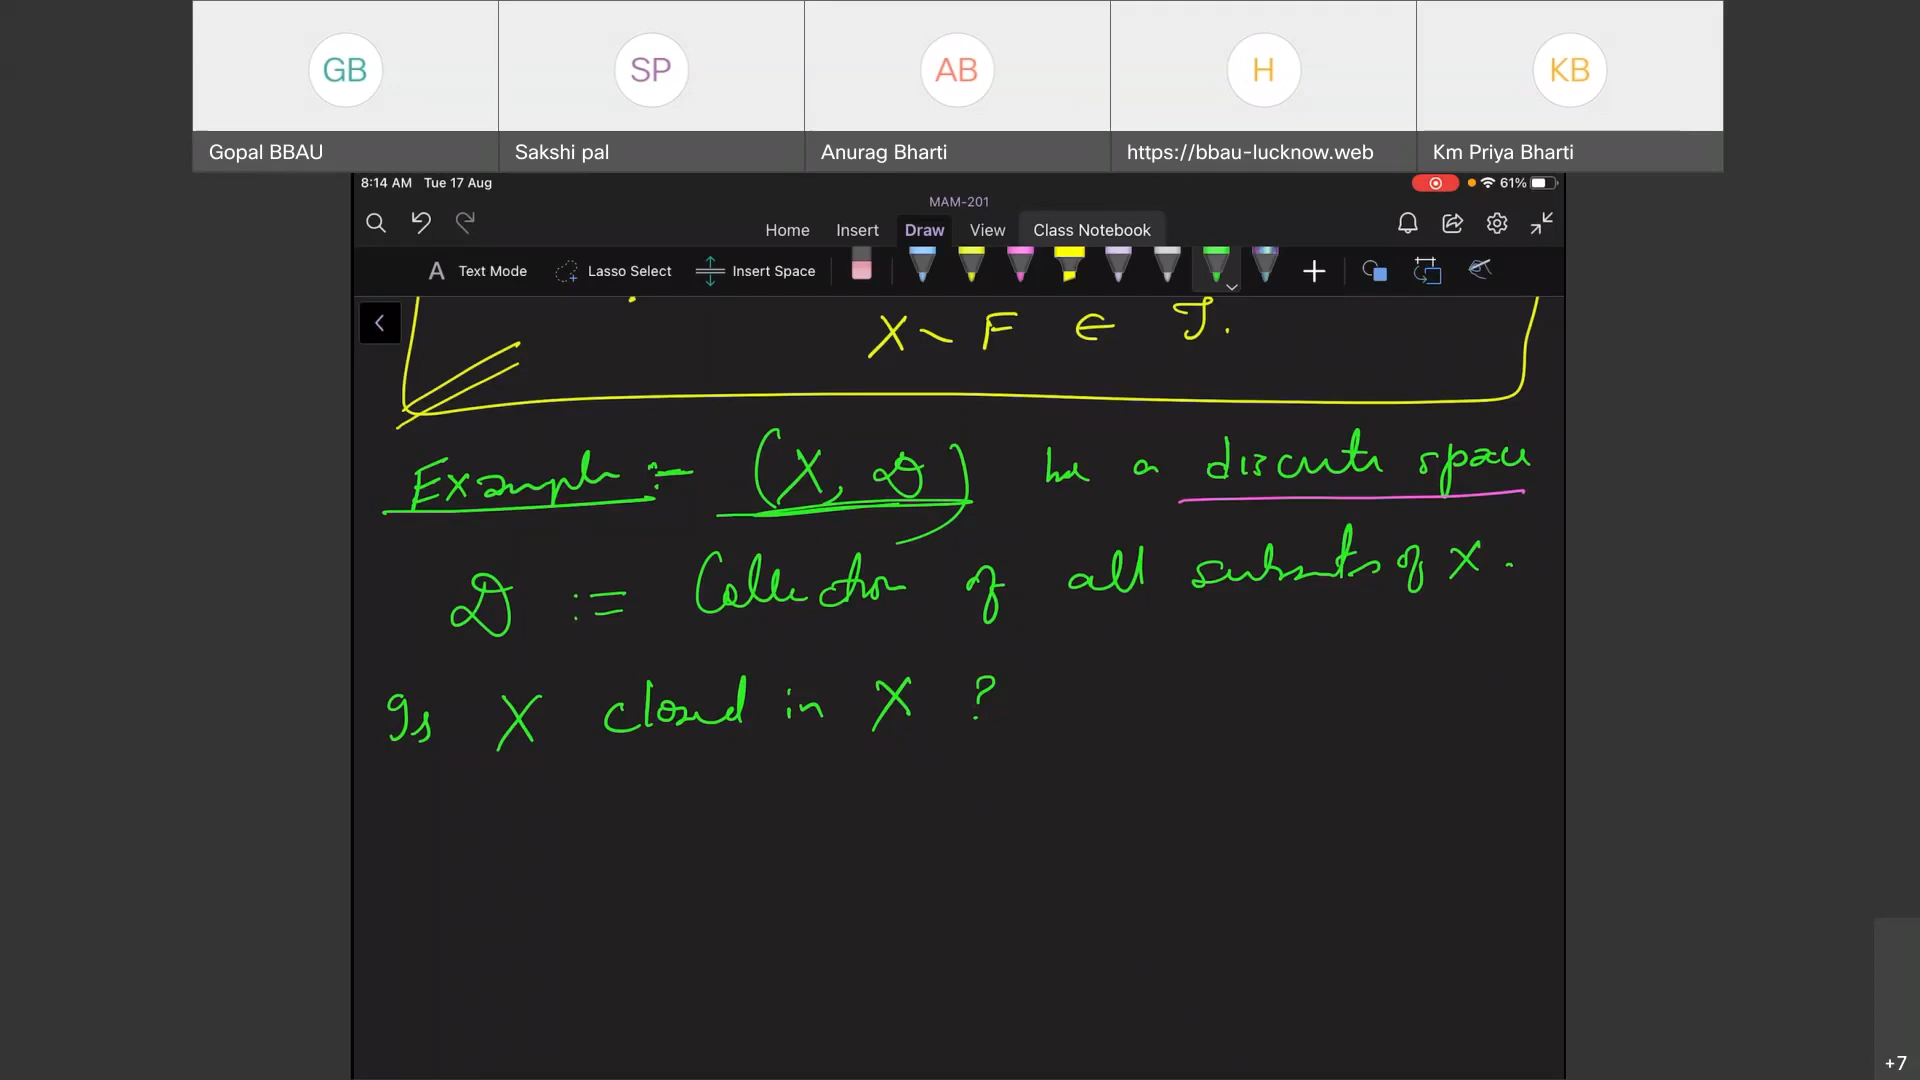 GB SP AB H KB
Gopal BBAU Sakshi pal Anurag Bharti https://bbau-lucknow.web Km Priya Bharti
8:14 AM Tue 17 Aug 61%
MAM-201
Home Insert Draw View Class Notebook
A Text Mode Lasso Select Insert Space
X ~ F ∈ 𝒯.
Example :- (X, 𝒟) be a discrete space
𝒟 := Collection of all subsets of X.
Is X closed in X ?
+7